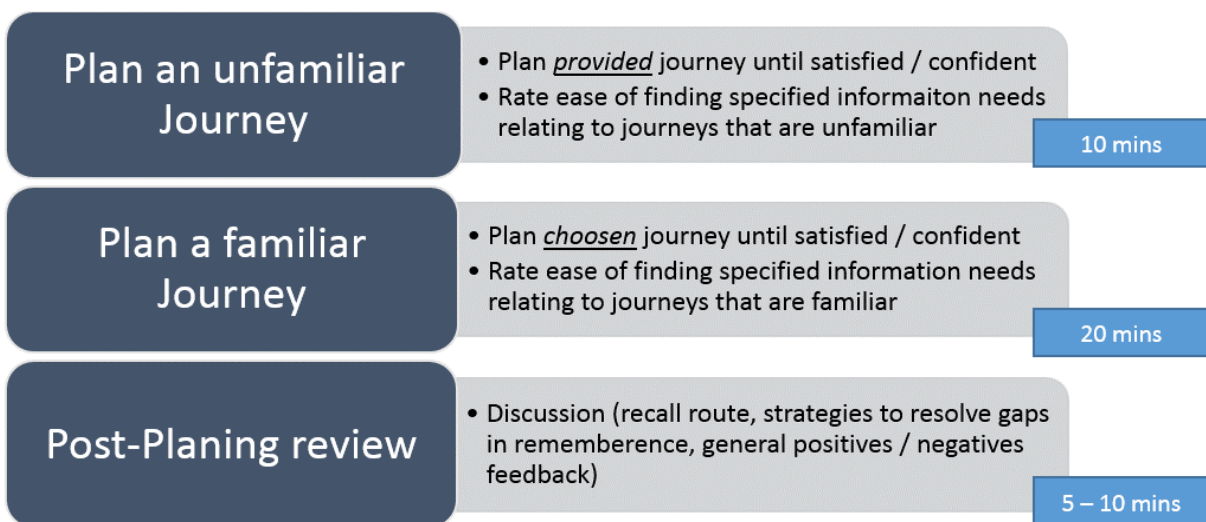 Plan an unfamiliar
Journey
• Plan provided journey until satisfied / confident
• Rate ease of finding specified informaiton needs
relating to journeys that are unfamiliar
10 mins
Plan a familiar
Journey
• Plan choosen journey until satisfied / confident
• Rate ease of finding specified information needs
relating to journeys that are familiar
20 mins
Post-Planing review
• Discussion (recall route, strategies to resolve gaps
in rememberence, general positives / negatives
feedback)
5 – 10 mins